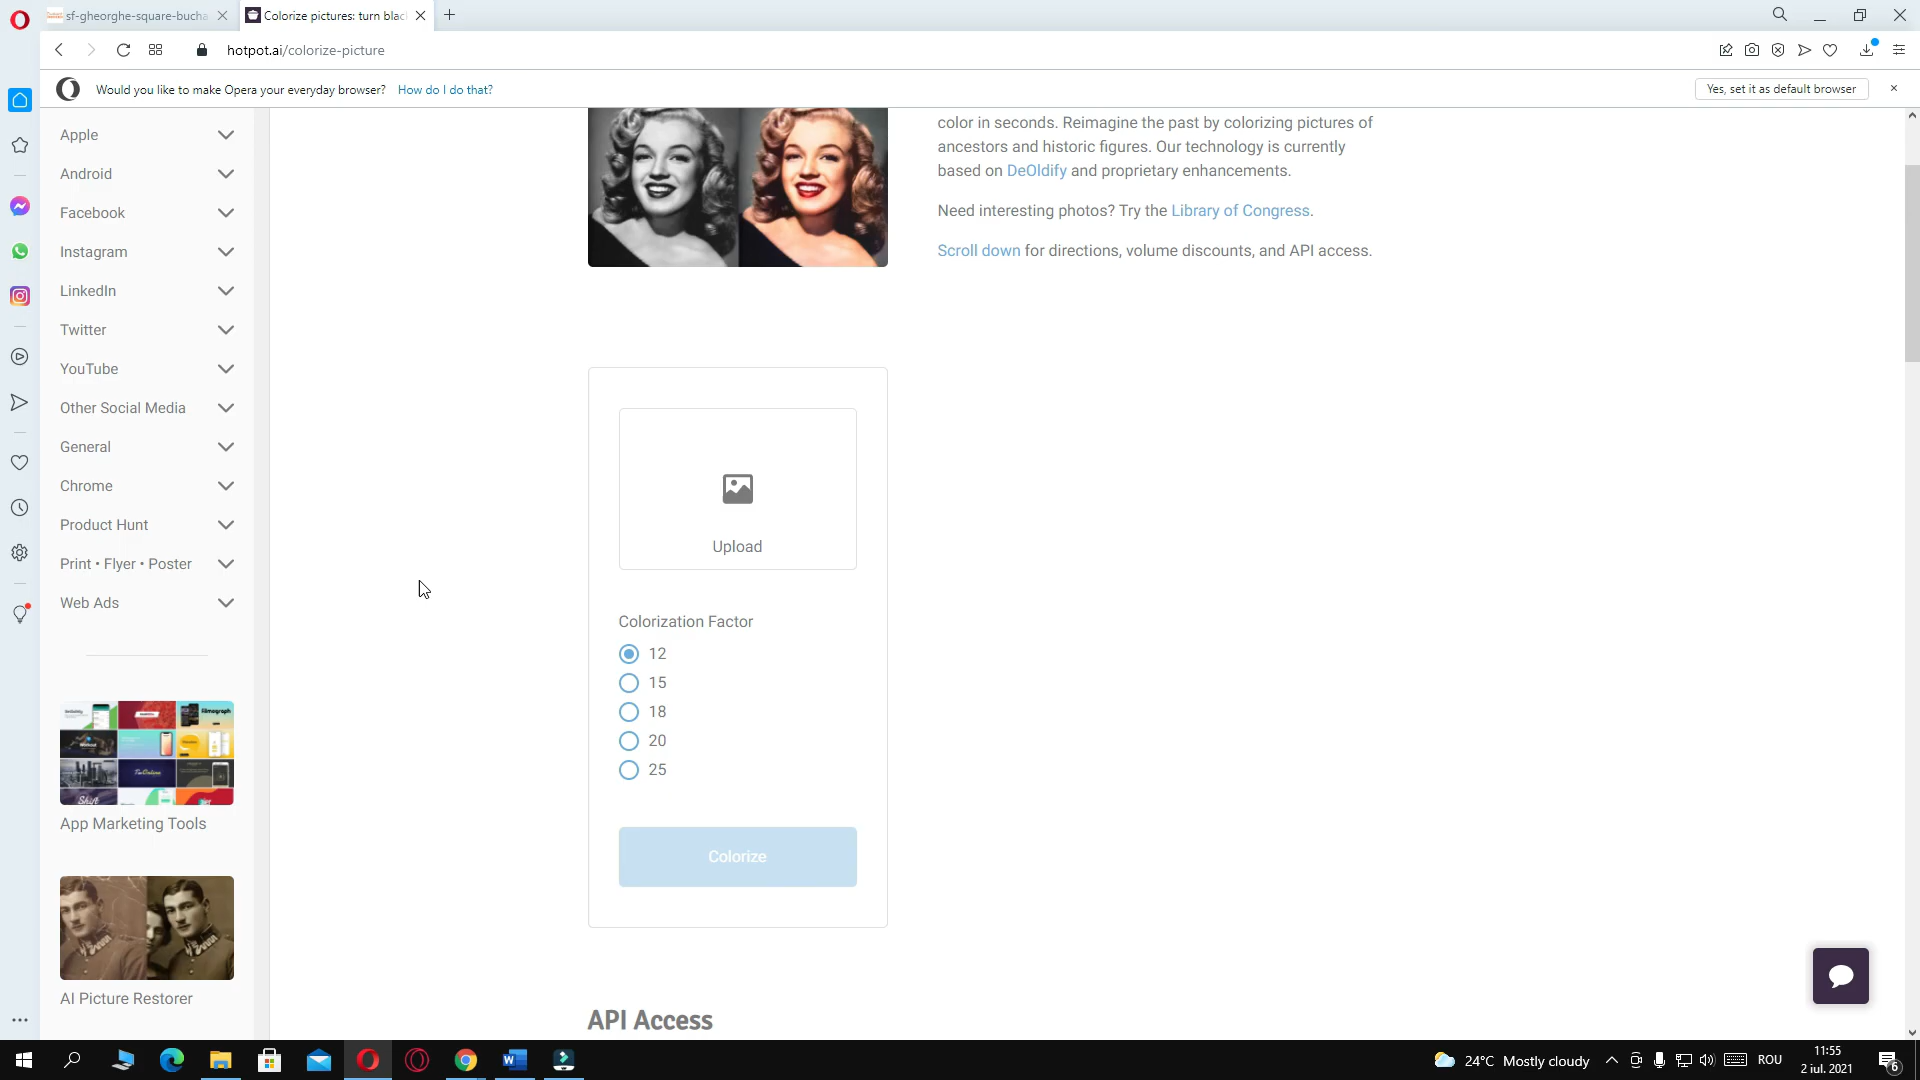 sf-gheorghe-square-bucha
Colorize pictures: turn blac
hotpot.ai/colorize-picture
Would you like to make Opera your everyday browser? How do I do that?
Yes, set it as default browser
Apple
Android
Facebook
Instagram
LinkedIn
Twitter
YouTube
Other Social Media
General
Chrome
Product Hunt
Print • Flyer • Poster
Web Ads
App Marketing Tools
AI Picture Restorer
color in seconds. Reimagine the past by colorizing pictures of
ancestors and historic figures. Our technology is currently
based on DeOldify and proprietary enhancements.
Need interesting photos? Try the Library of Congress.
Scroll down for directions, volume discounts, and API access.
Upload
Colorization Factor
12
15
18
20
25
Colorize
API Access
24°C Mostly cloudy
ROU
11:55
2 iul. 2021
6